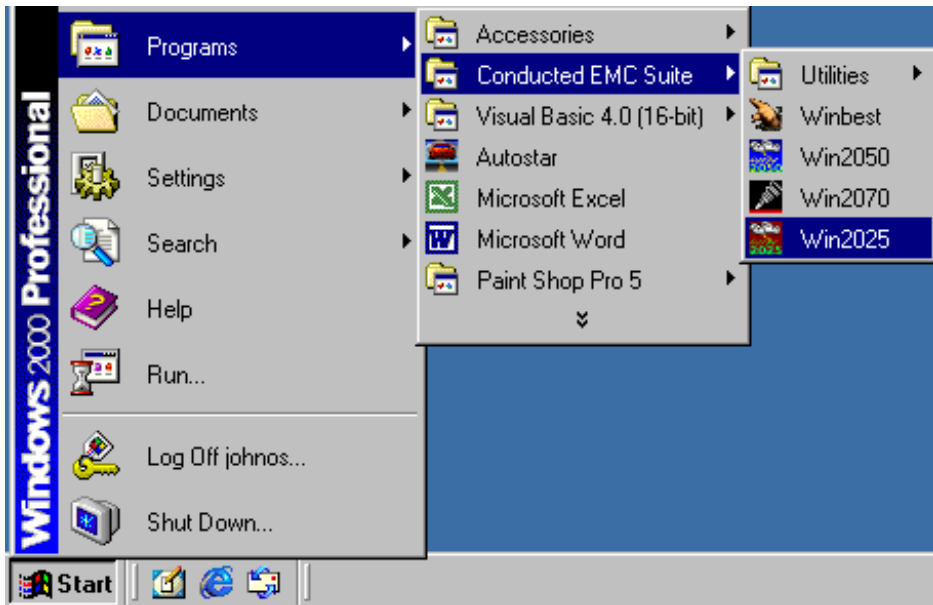 Windows 2000 Professional
Programs
Documents
Settings
Search
Help
Run...
Log Off johnos...
Shut Down...
Accessories
Conducted EMC Suite
Visual Basic 4.0 (16-bit)
Autostar
Microsoft Excel
Microsoft Word
Paint Shop Pro 5
Utilities
Winbest
Win2050
Win2070
Win2025
Start